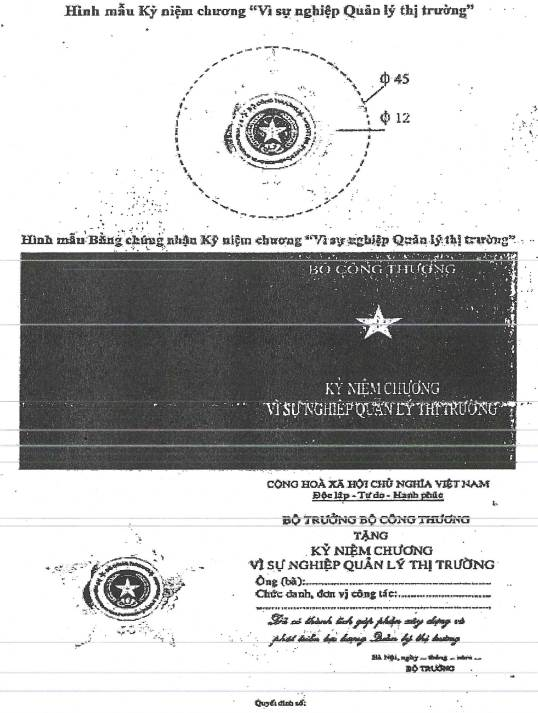 Hình mẫu Kỷ niệm chương “Vì sự nghiệp Quản lý thị trường”
ϕ 45
ϕ 12
Hình mẫu Bằng chứng nhận Kỷ niệm chương “Vì sự nghiệp Quản lý thị trường”
BỘ CÔNG THƯƠNG
KỶ NIỆM CHƯƠNG
VÌ SỰ NGHIỆP QUẢN LÝ THỊ TRƯỜNG
CỘNG HOÀ XÃ HỘI CHỦ NGHĨA VIỆT NAM
Độc lập - Tự do - Hạnh phúc
BỘ TRƯỞNG BỘ CÔNG THƯƠNG
TẶNG
KỶ NIỆM CHƯƠNG
VÌ SỰ NGHIỆP QUẢN LÝ THỊ TRƯỜNG
Ông (bà):...............................................
Chức danh, đơn vị công tác:........................
...............................................................
Đã có thành tích góp phần xây dựng và
phát triển lực lượng Quản lý thị trường
Hà Nội, ngày ... tháng ... năm ...
BỘ TRƯỞNG
Quyết định số: